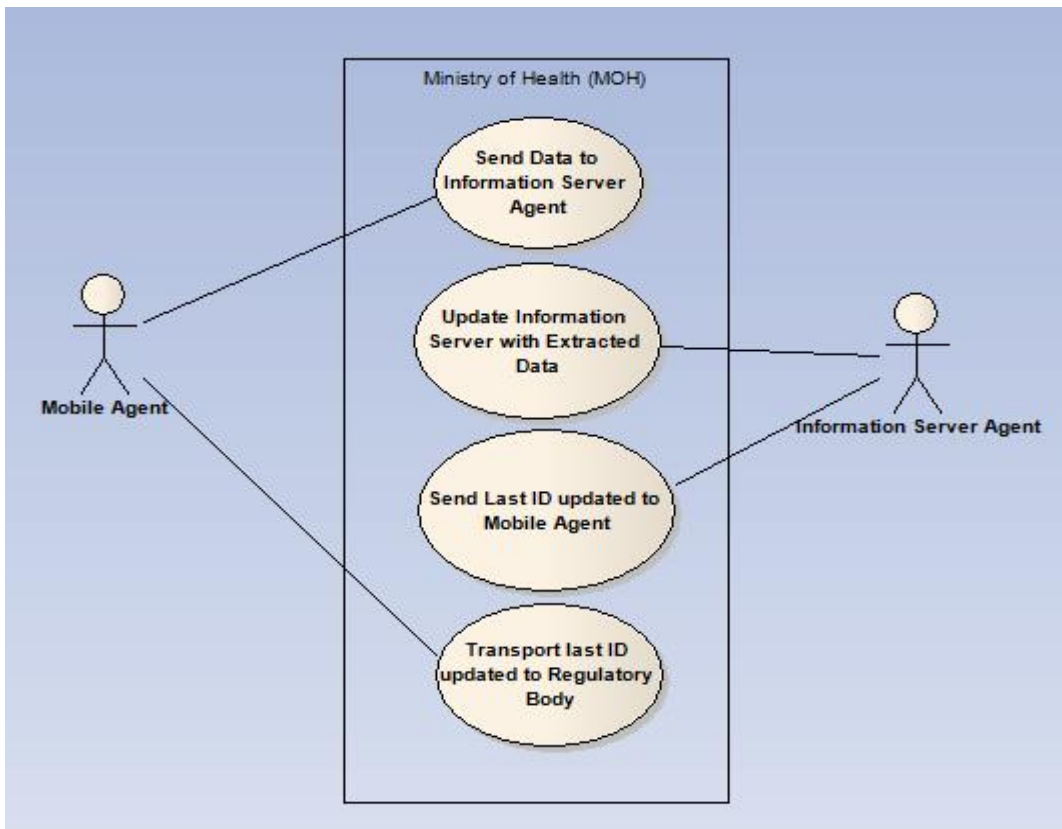 Ministry of Health (MOH)
Send Data to
Information Server
Agent
Update Information
Server with Extracted
Data
Mobile Agent
Information Server Agent
Send Last ID updated to
Mobile Agent
Transport last ID
updated to Regulatory
Body